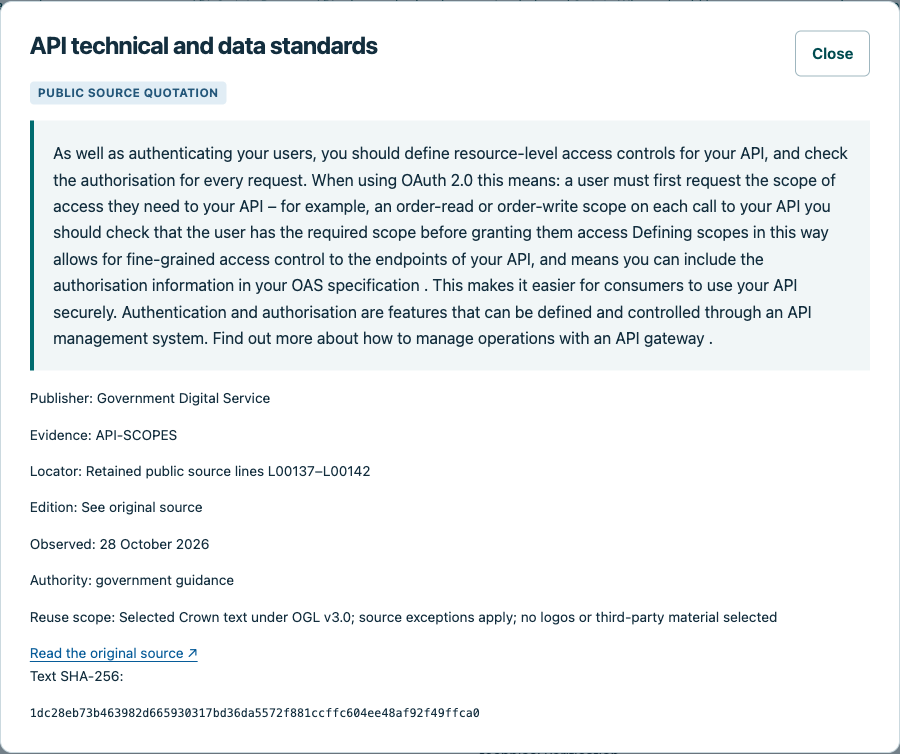 API technical and data standards
Close
PUBLIC SOURCE QUOTATION
As well as authenticating your users, you should define resource-level access controls for your API, and check
the authorisation for every request. When using OAuth 2.0 this means: a user must first request the scope of
access they need to your API – for example, an order-read or order-write scope on each call to your API you
should check that the user has the required scope before granting them access Defining scopes in this way
allows for fine-grained access control to the endpoints of your API, and means you can include the
authorisation information in your OAS specification . This makes it easier for consumers to use your API
securely. Authentication and authorisation are features that can be defined and controlled through an API
management system. Find out more about how to manage operations with an API gateway .
Publisher: Government Digital Service
Evidence: API-SCOPES
Locator: Retained public source lines L00137–L00142
Edition: See original source
Observed: 28 October 2026
Authority: government guidance
Reuse scope: Selected Crown text under OGL v3.0; source exceptions apply; no logos or third-party material selected
Read the original source ↗
Text SHA-256:
1dc28eb73b463982d665930317bd36da5572f881ccffc604ee48af92f49ffca0